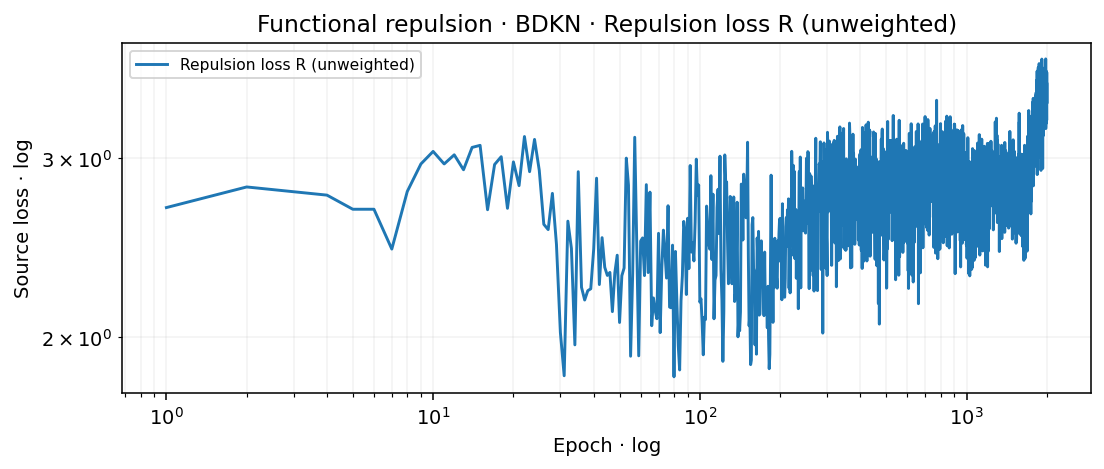 Functional repulsion · BDKN · Repulsion loss R (unweighted)
Repulsion loss R (unweighted)
Source loss · log
3 × 10⁰
2 × 10⁰
10⁰ 10¹ 10² 10³
Epoch · log